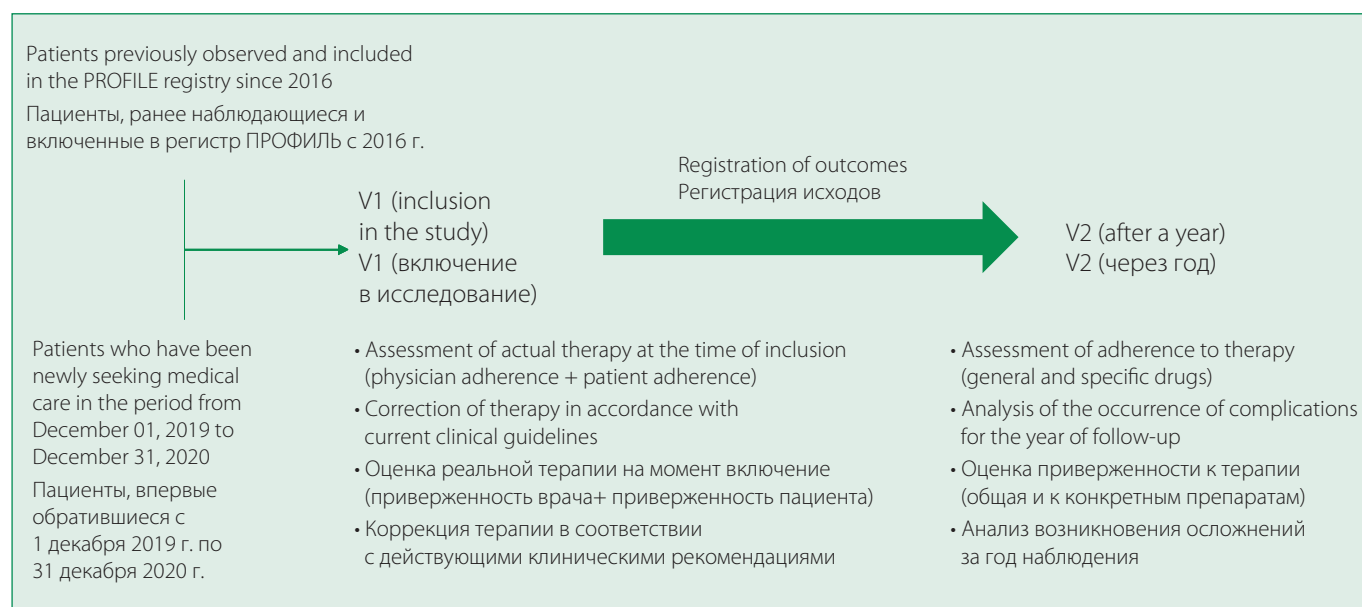 Patients previously observed and included
in the PROFILE registry since 2016
Пациенты, ранее наблюдающиеся и
включенные в регистр ПРОФИЛЬ с 2016 г.
Patients who have been
newly seeking medical
care in the period from
December 01, 2019 to
December 31, 2020
Пациенты, впервые
обратившиеся с
1 декабря 2019 г. по
31 декабря 2020 г.
V1 (inclusion
in the study)
V1 (включение
в исследование)
• Assessment of actual therapy at the time of inclusion
(physician adherence + patient adherence)
• Correction of therapy in accordance with
current clinical guidelines
• Оценка реальной терапии на момент включение
(приверженность врача+ приверженность пациента)
• Коррекция терапии в соответствии
с действующими клиническими рекомендациями
Registration of outcomes
Регистрация исходов
V2 (after a year)
V2 (через год)
• Assessment of adherence to therapy
(general and specific drugs)
• Analysis of the occurrence of complications
for the year of follow-up
• Оценка приверженности к терапии
(общая и к конкретным препаратам)
• Анализ возникновения осложнений
за год наблюдения